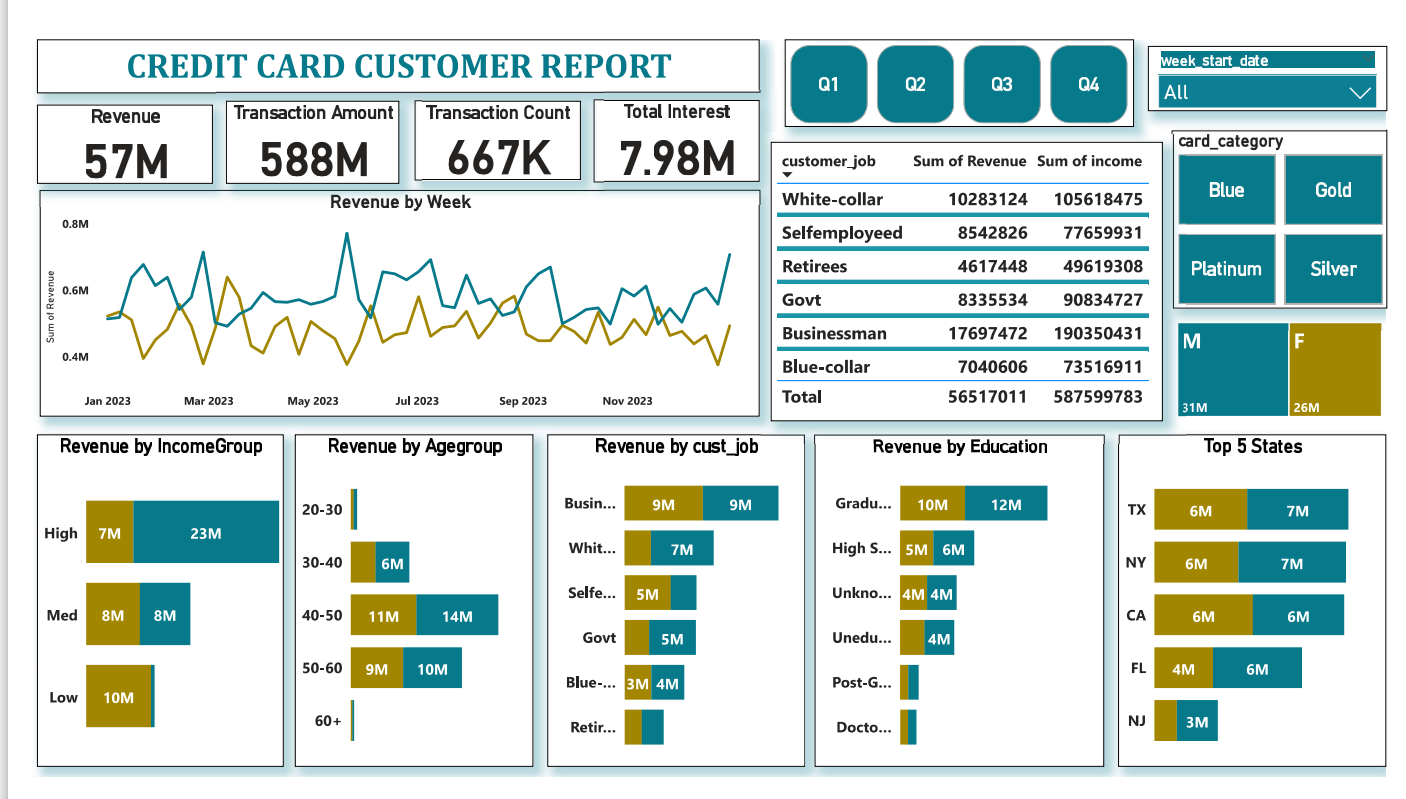 CREDIT CARD CUSTOMER REPORT
Q1
Q2
Q3
Q4
week_start_date
All
Revenue
57M
Transaction Amount
588M
Transaction Count
667K
Total Interest
7.98M
card_category
Blue
Gold
Platinum
Silver
customer_job Sum of Revenue Sum of income
White-collar 10283124 105618475
Selfemployeed 8542826 77659931
Retirees 4617448 49619308
Govt 8335534 90834727
Businessman 17697472 190350431
Blue-collar 7040606 73516911
Total 56517011 587599783
Revenue by Week
Sum of Revenue
0.8M
0.6M
0.4M
Jan 2023 Mar 2023 May 2023 Jul 2023 Sep 2023 Nov 2023
M
31M
F
26M
Revenue by IncomeGroup
High 7M 23M
Med 8M 8M
Low 10M
Revenue by Agegroup
20-30
30-40 6M
40-50 11M 14M
50-60 9M 10M
60+
Revenue by cust_job
Busin... 9M 9M
Whit... 7M
Selfe... 5M
Govt 5M
Blue-... 3M 4M
Retir...
Revenue by Education
Gradu... 10M 12M
High S... 5M 6M
Unkno... 4M 4M
Unedu... 4M
Post-G...
Docto...
Top 5 States
TX 6M 7M
NY 6M 7M
CA 6M 6M
FL 4M 6M
NJ 3M